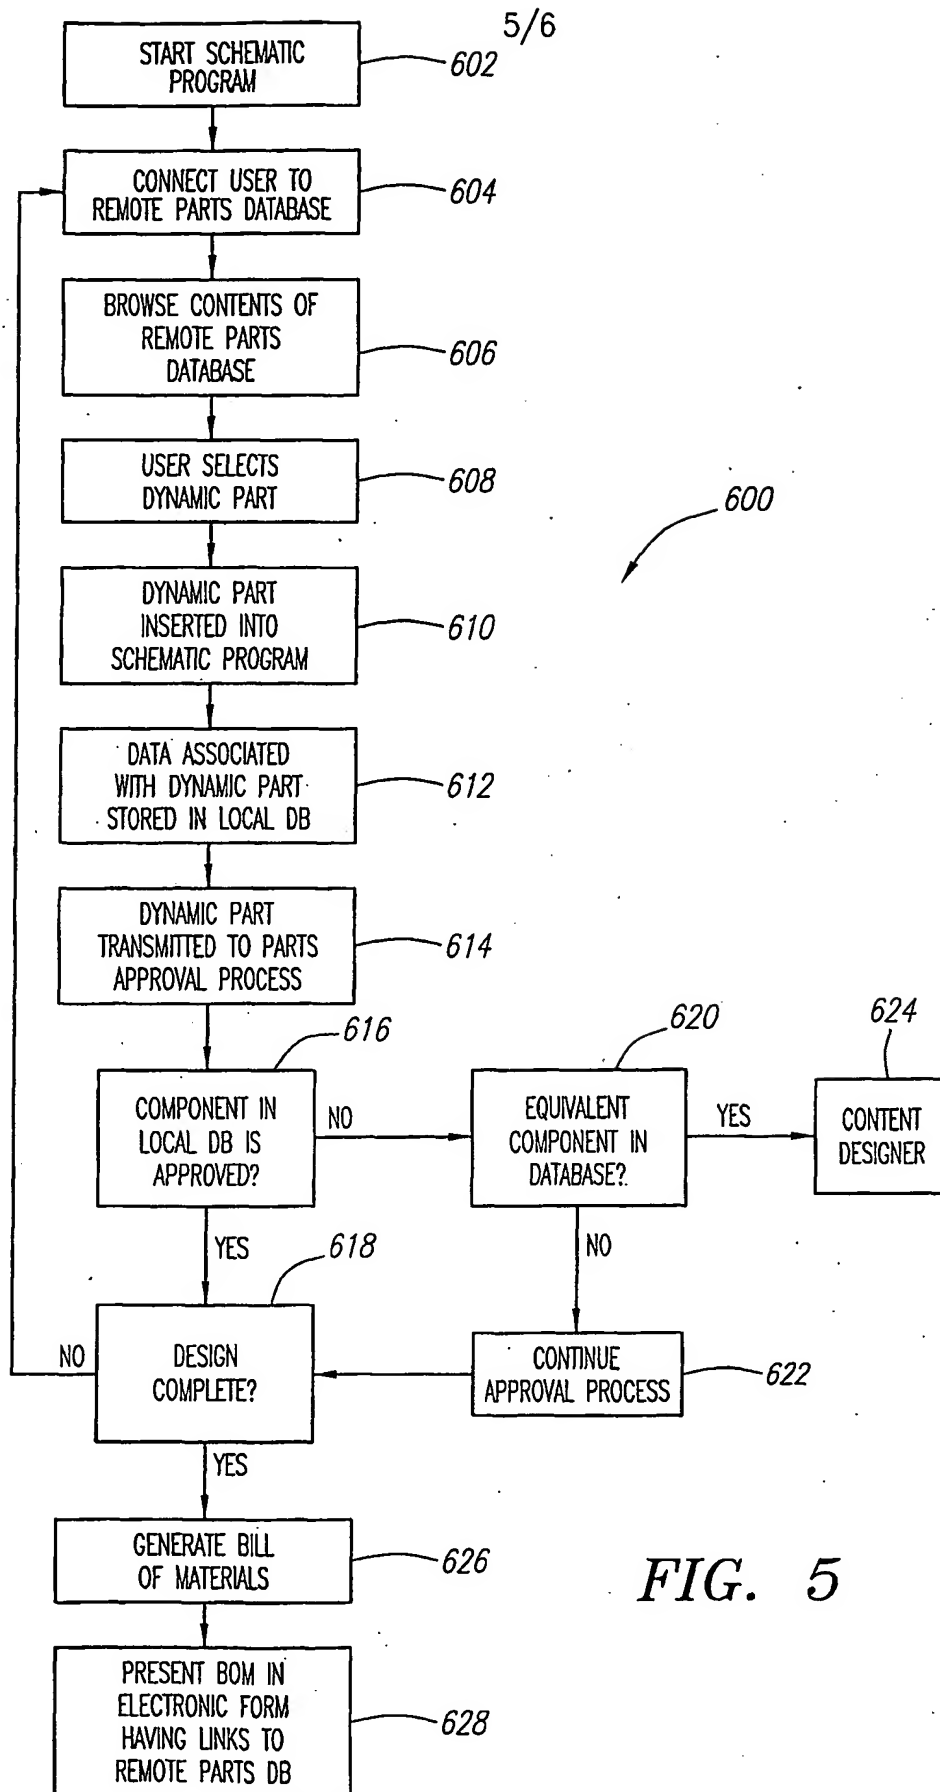 5/6
START SCHEMATIC
PROGRAM
602
CONNECT USER TO
REMOTE PARTS DATABASE
604
BROWSE CONTENTS OF
REMOTE PARTS
DATABASE
606
USER SELECTS
DYNAMIC PART
608
600
DYNAMIC PART
INSERTED INTO
SCHEMATIC PROGRAM
610
DATA ASSOCIATED
WITH DYNAMIC PART
STORED IN LOCAL DB
612
DYNAMIC PART
TRANSMITTED TO PARTS
APPROVAL PROCESS
614
616
COMPONENT IN
LOCAL DB IS
APPROVED?
NO
620
EQUIVALENT
COMPONENT IN
DATABASE?
YES
624
CONTENT
DESIGNER
YES
NO
618
DESIGN
COMPLETE?
NO
CONTINUE
APPROVAL PROCESS
622
YES
GENERATE BILL
OF MATERIALS
626
PRESENT BOM IN
ELECTRONIC FORM
HAVING LINKS TO
REMOTE PARTS DB
628
FIG. 5